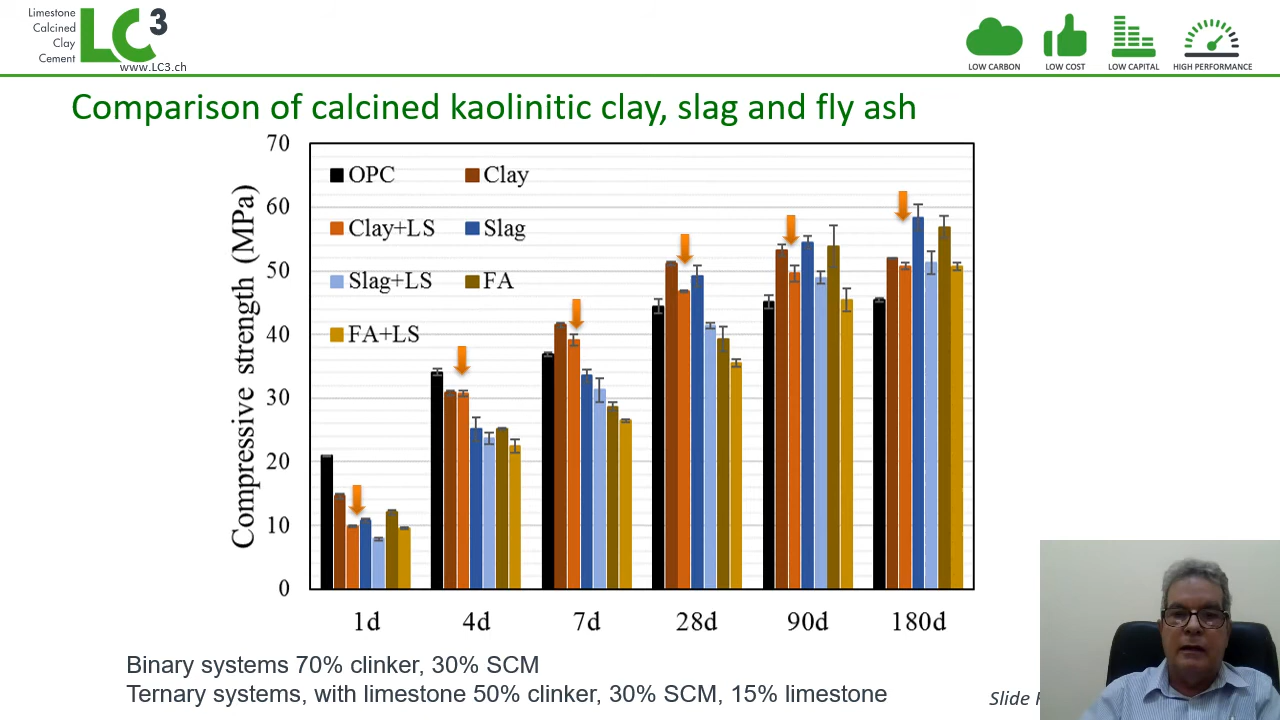 Limestone
Calcined
Clay
Cement
LC3
www.LC3.ch
LOW CARBON
LOW COST
LOW CAPITAL
HIGH PERFORMANCE
Comparison of calcined kaolinitic clay, slag and fly ash
Compressive strength (MPa)
70
60
50
40
30
20
10
0
OPC
Clay
Clay+LS
Slag
Slag+LS
FA
FA+LS
1d
4d
7d
28d
90d
180d
Binary systems 70% clinker, 30% SCM
Ternary systems, with limestone 50% clinker, 30% SCM, 15% limestone
Slide